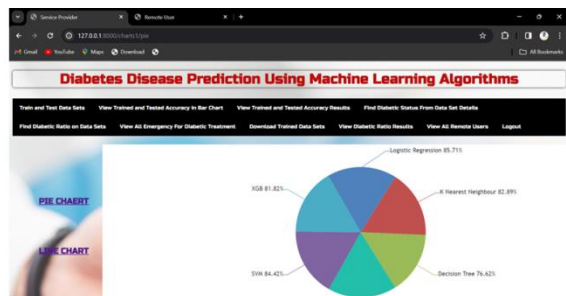 Service Provider
Remote User
127.0.0.1:8000/charts1/pie
Gmail YouTube Maps Download Download All Bookmarks
Diabetes Disease Prediction Using Machine Learning Algorithms
Train and Test Data Sets View Trained and Tested Accuracy in Bar Chart View Trained and Tested Accuracy Results Find Diabetic Status From Data Set Details
Find Diabetic Ratio on Data Sets View All Emergency For Diabetic Treatment Download Trained Data Sets View Diabetic Ratio Results View All Remote Users Logout
Logistic Regression 85.71%
XGB 81.82%
K Nearest Neighbour 82.89%
PIE CHAERT
LINE CHART
SVM 84.42%
Decision Tree 76.62%